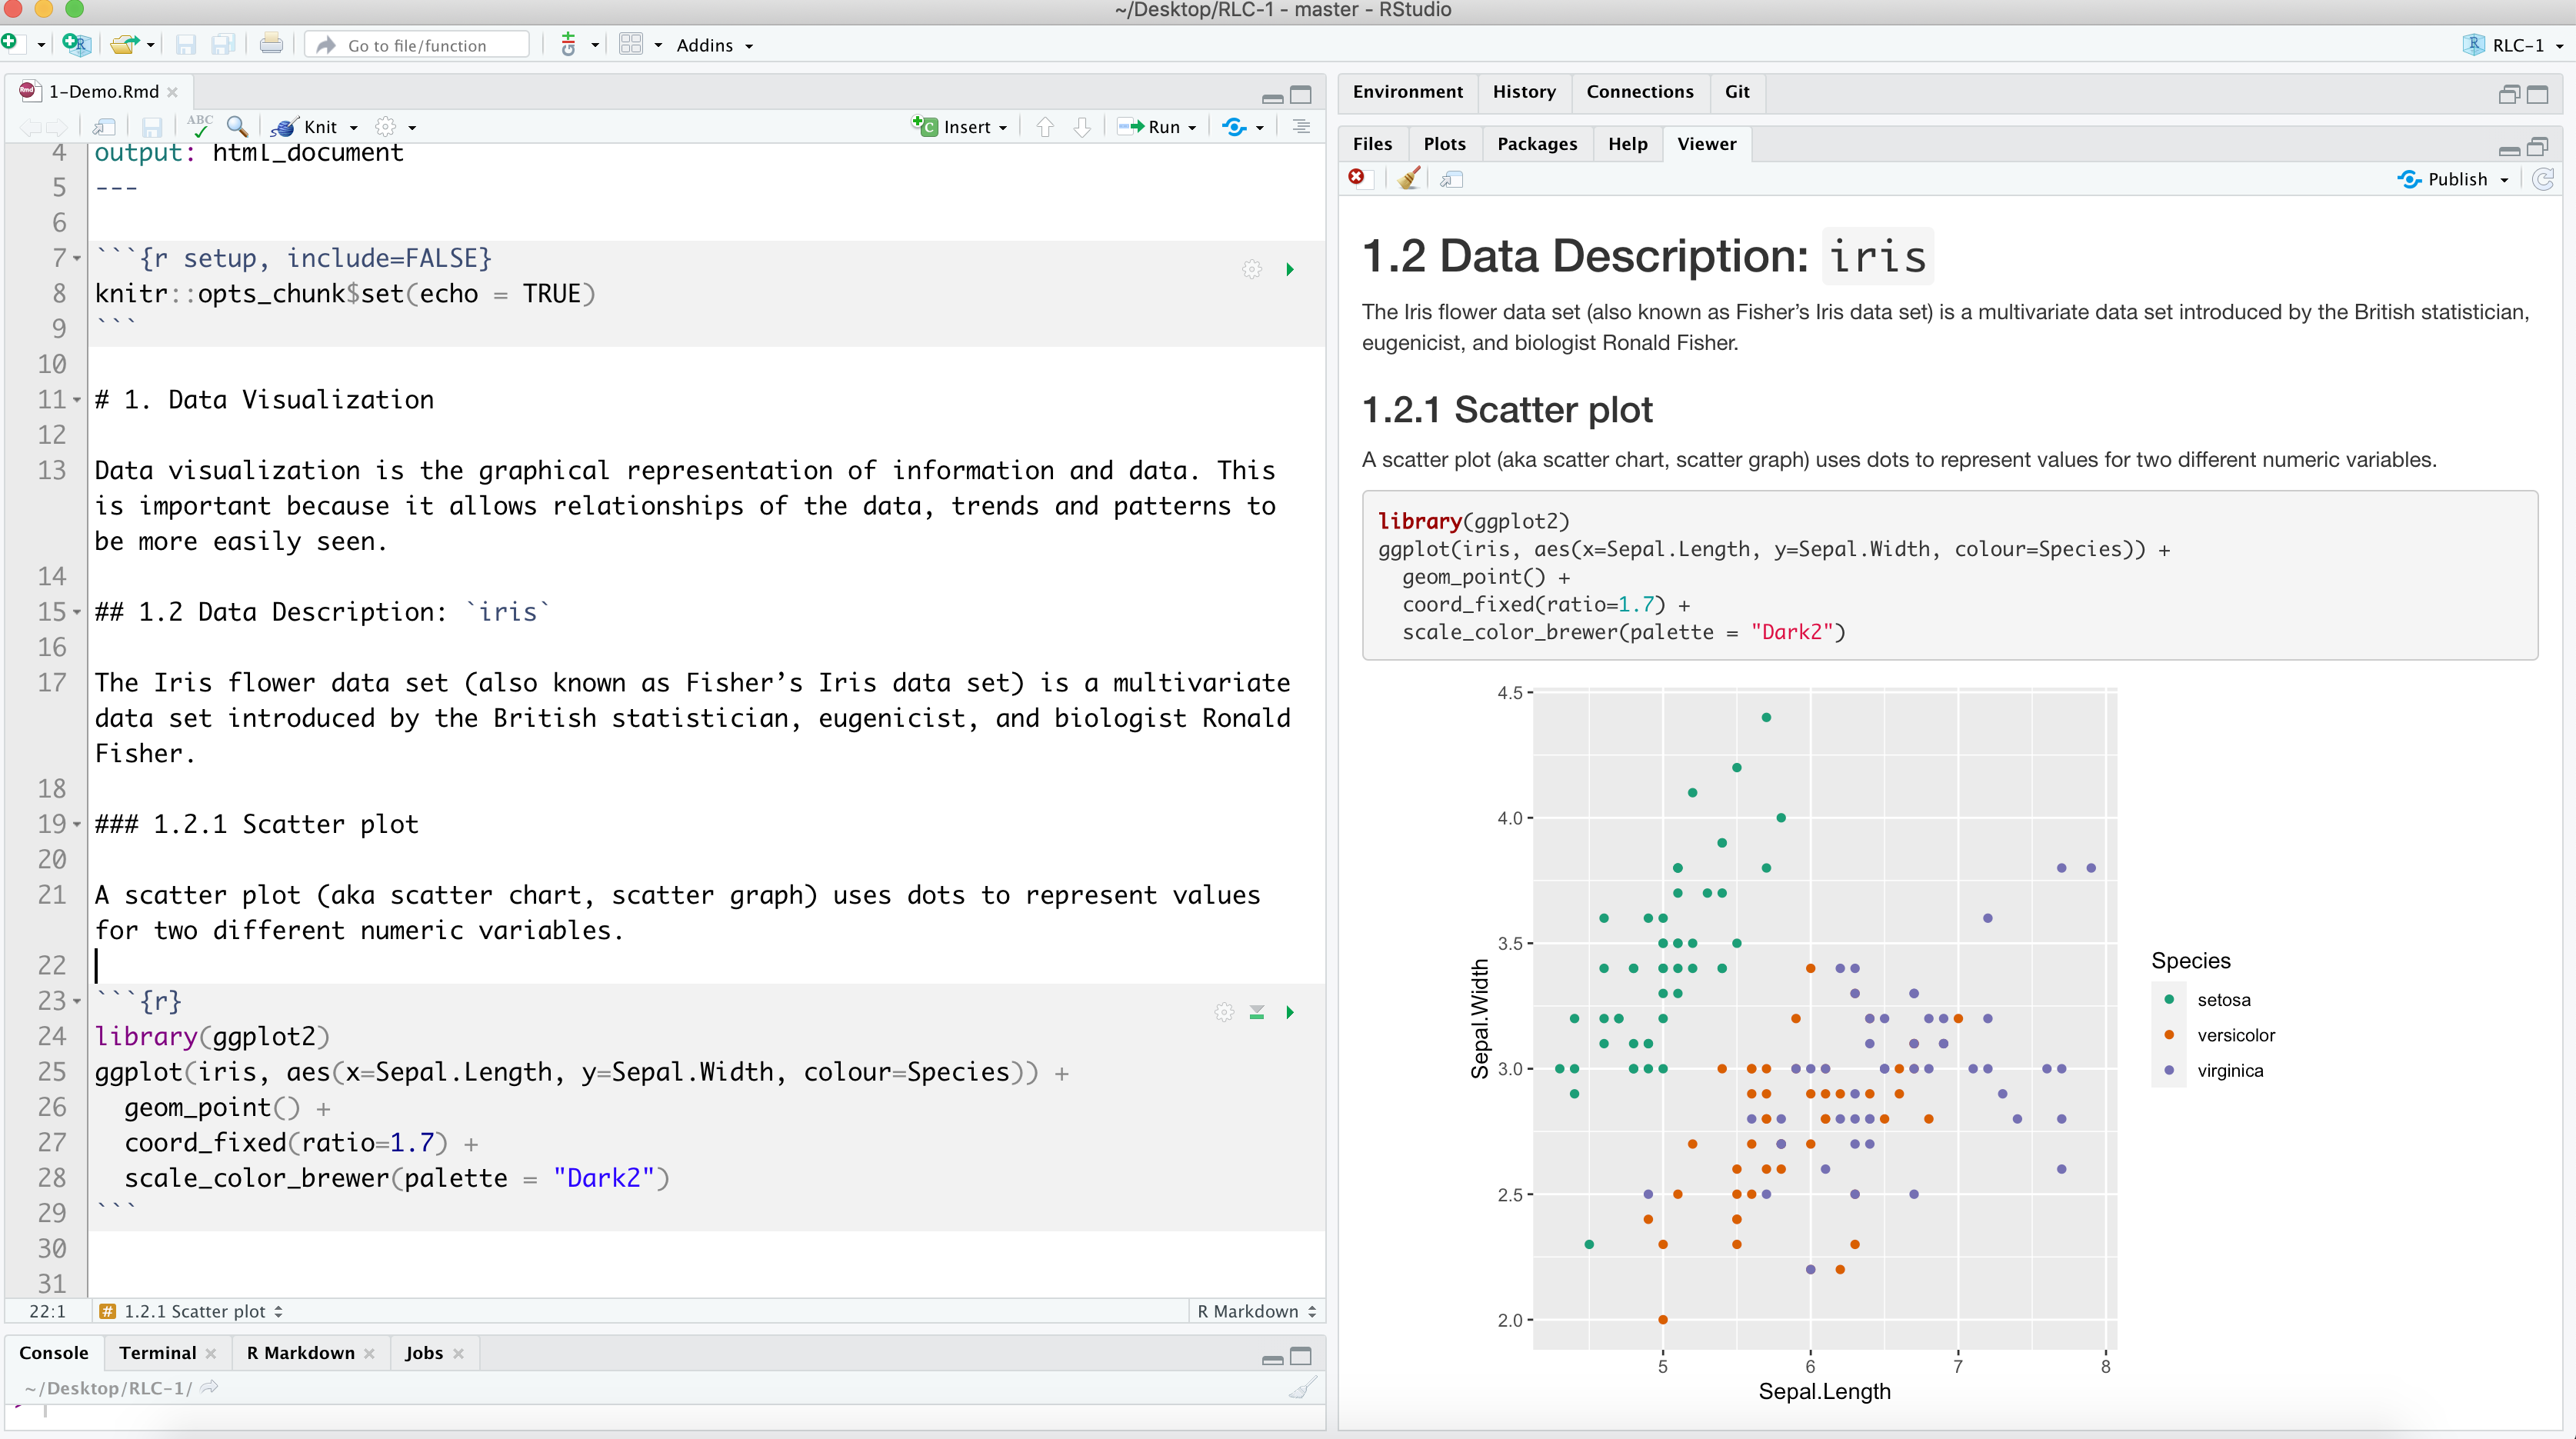 ~/Desktop/RLC-1 - master - RStudio
Go to file/function
Addins
RLC-1
1-Demo.Rmd
ABC
Knit
Insert
Run
4 output: html_document
5 ---
6
7 ```{r setup, include=FALSE}
8 knitr::opts_chunk$set(echo = TRUE)
9 ```
10
11 # 1. Data Visualization
12
13 Data visualization is the graphical representation of information and data. This
is important because it allows relationships of the data, trends and patterns to
be more easily seen.
14
15 ## 1.2 Data Description: `iris`
16
17 The Iris flower data set (also known as Fisher’s Iris data set) is a multivariate
data set introduced by the British statistician, eugenicist, and biologist Ronald
Fisher.
18
19 ### 1.2.1 Scatter plot
20
21 A scatter plot (aka scatter chart, scatter graph) uses dots to represent values
for two different numeric variables.
22
23 ```{r}
24 library(ggplot2)
25 ggplot(iris, aes(x=Sepal.Length, y=Sepal.Width, colour=Species)) +
26 geom_point() +
27 coord_fixed(ratio=1.7) +
28 scale_color_brewer(palette = "Dark2")
29 ```
30
31
22:1 # 1.2.1 Scatter plot R Markdown
Console Terminal R Markdown Jobs
~/Desktop/RLC-1/
Environment History Connections Git
Files Plots Packages Help Viewer
Publish
1.2 Data Description: iris
The Iris flower data set (also known as Fisher’s Iris data set) is a multivariate data set introduced by the British statistician,
eugenicist, and biologist Ronald Fisher.
1.2.1 Scatter plot
A scatter plot (aka scatter chart, scatter graph) uses dots to represent values for two different numeric variables.
library(ggplot2)
ggplot(iris, aes(x=Sepal.Length, y=Sepal.Width, colour=Species)) +
geom_point() +
coord_fixed(ratio=1.7) +
scale_color_brewer(palette = "Dark2")
4.5
4.0
3.5
3.0
2.5
2.0
Sepal.Width
5 6 7 8
Sepal.Length
Species
setosa
versicolor
virginica